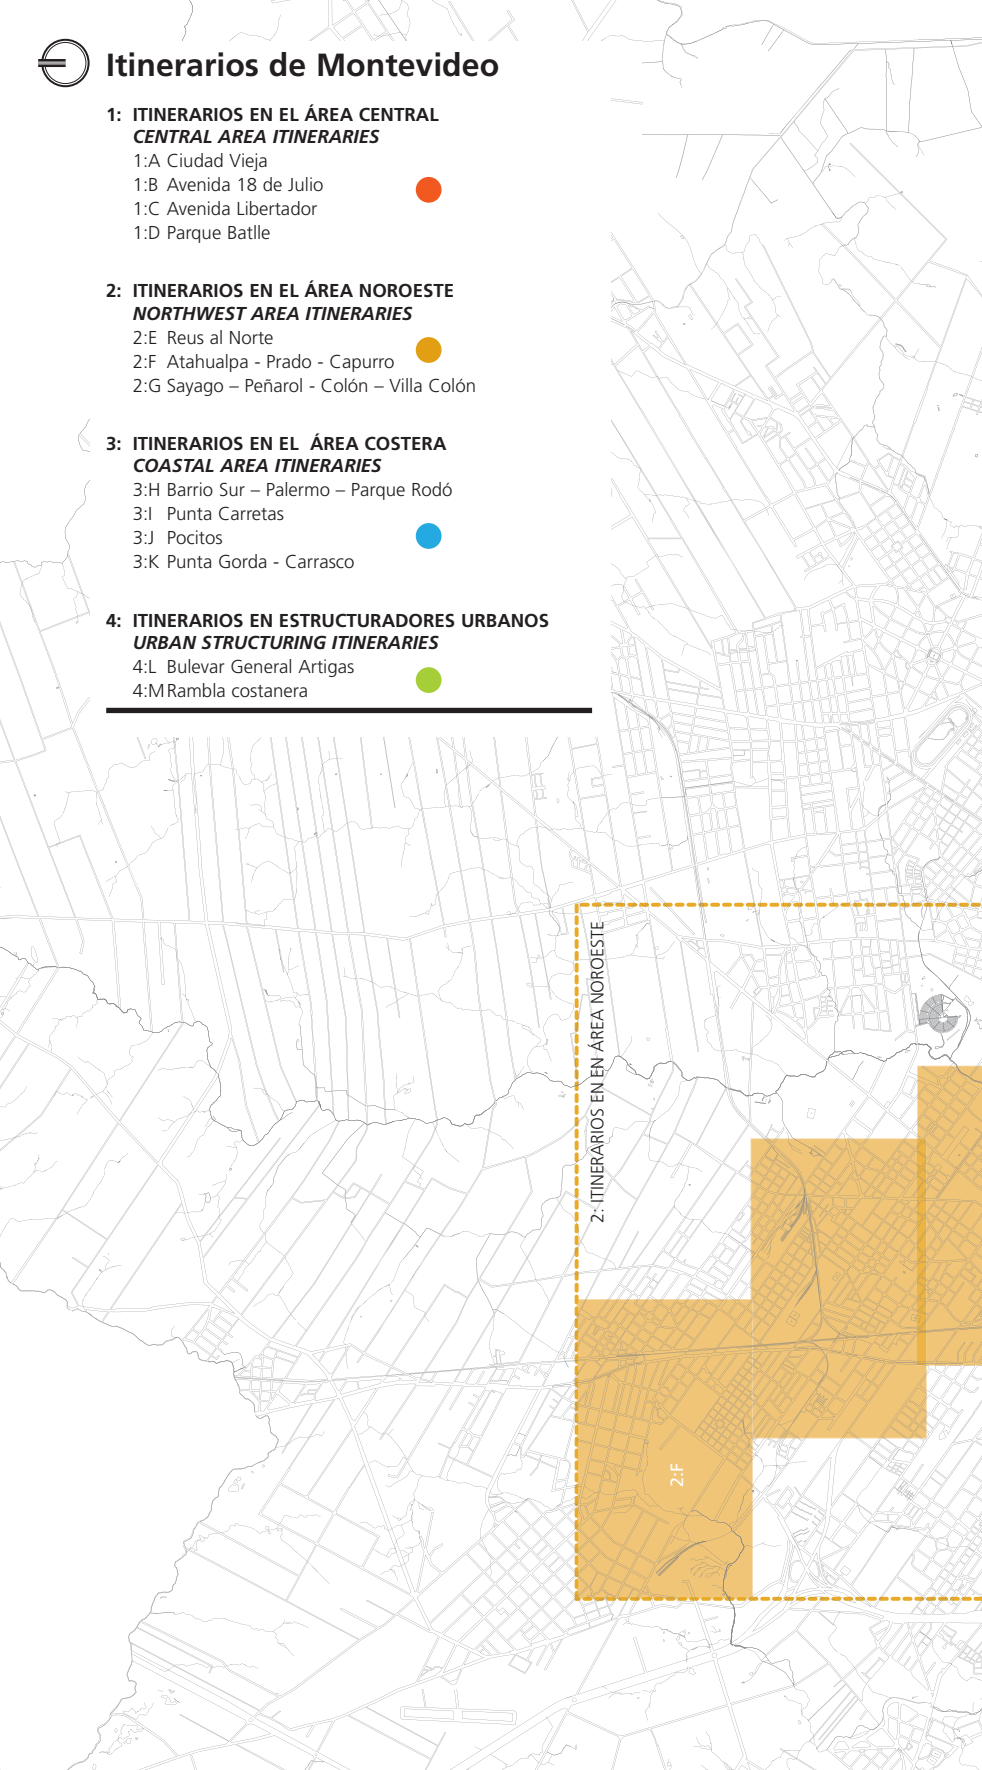 Itinerarios de Montevideo
1: ITINERARIOS EN EL ÁREA CENTRAL
CENTRAL AREA ITINERARIES
1:A Ciudad Vieja
1:B Avenida 18 de Julio
1:C Avenida Libertador
1:D Parque Batlle
2: ITINERARIOS EN EL ÁREA NOROESTE
NORTHWEST AREA ITINERARIES
2:E Reus al Norte
2:F Atahualpa - Prado - Capurro
2:G Sayago – Peñarol - Colón – Villa Colón
3: ITINERARIOS EN EL ÁREA COSTERA
COASTAL AREA ITINERARIES
3:H Barrio Sur – Palermo – Parque Rodó
3:I Punta Carretas
3:J Pocitos
3:K Punta Gorda - Carrasco
4: ITINERARIOS EN ESTRUCTURADORES URBANOS
URBAN STRUCTURING ITINERARIES
4:L Bulevar General Artigas
4:M Rambla costanera
2: ITINERARIOS EN EN ÁREA NOROESTE
2:F